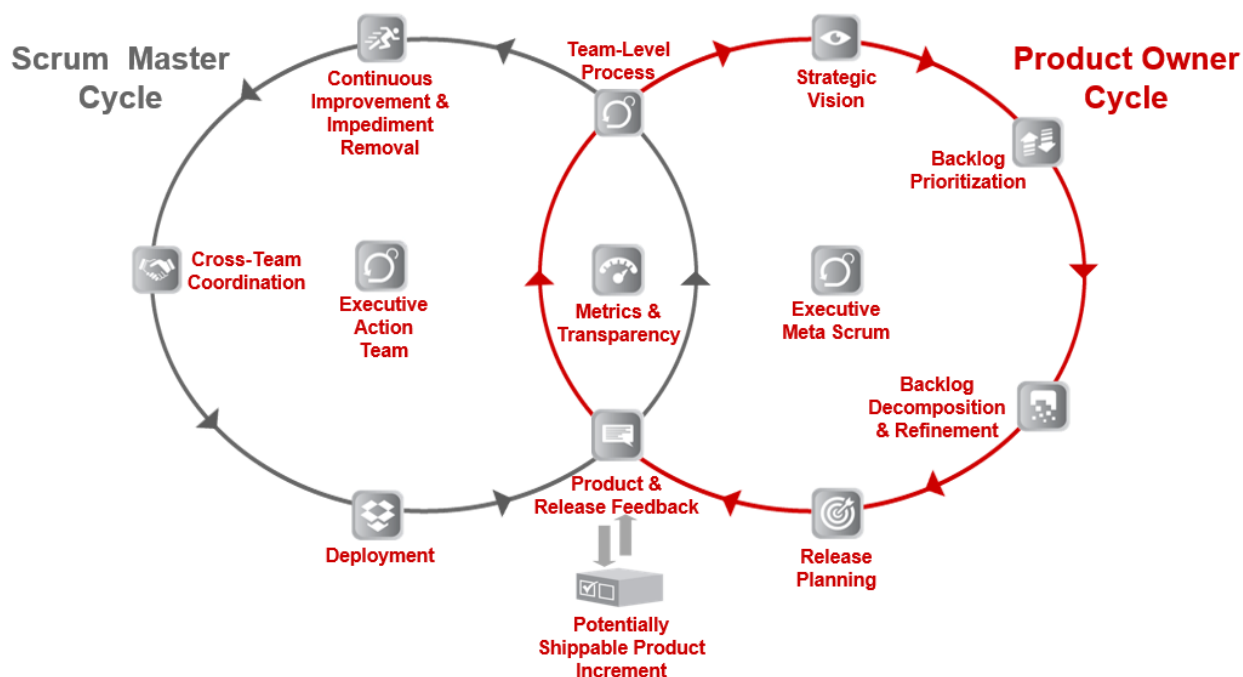 Scrum Master
Cycle
Continuous
Improvement &
Impediment
Removal
Team-Level
Process
Strategic
Vision
Product Owner
Cycle
Backlog
Prioritization
Cross-Team
Coordination
Executive
Action
Team
Metrics &
Transparency
Executive
Meta Scrum
Backlog
Decomposition
& Refinement
Product &
Release Feedback
Deployment
Release
Planning
Potentially
Shippable Product
Increment